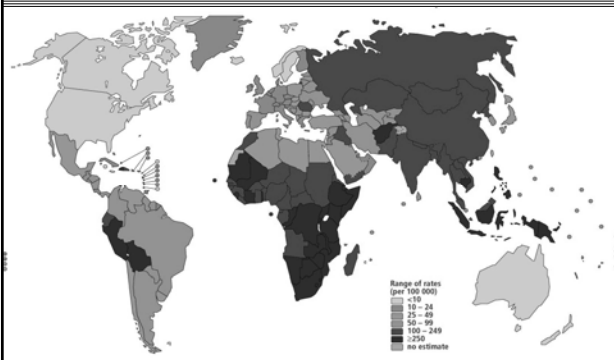 Range of rates
(per 100 000)
<10
10 – 24
25 – 49
50 – 99
100 – 249
≥250
no estimate